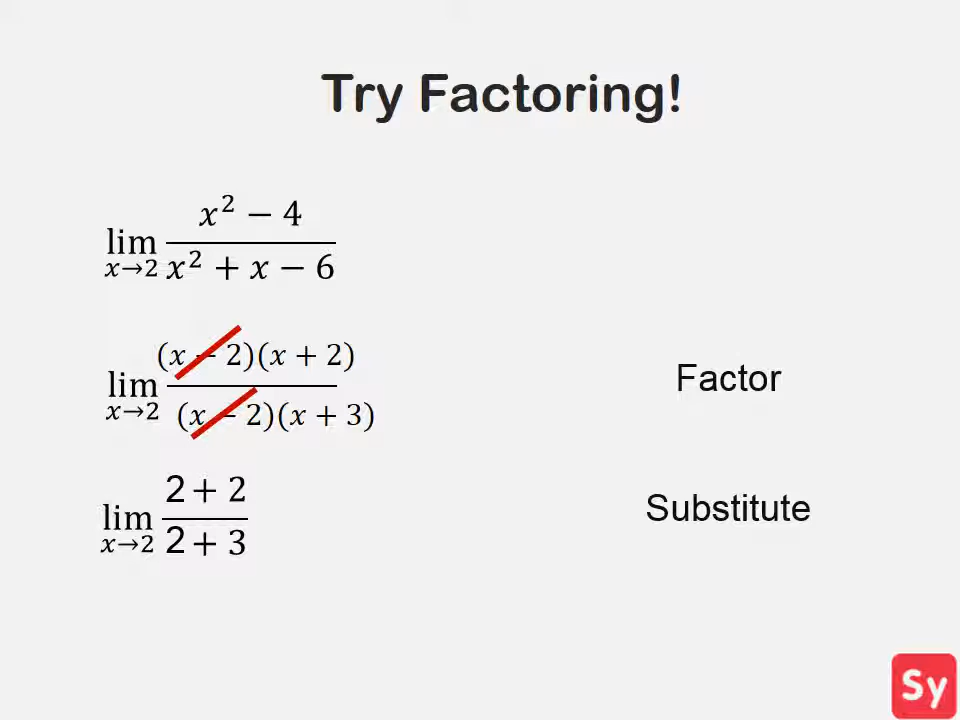 Try Factoring!
lim x→2 (x² − 4)/(x² + x − 6)
lim x→2 ((x − 2)(x + 2))/((x − 2)(x + 3))
Factor
lim x→2 (2 + 2)/(2 + 3)
Substitute
Sy